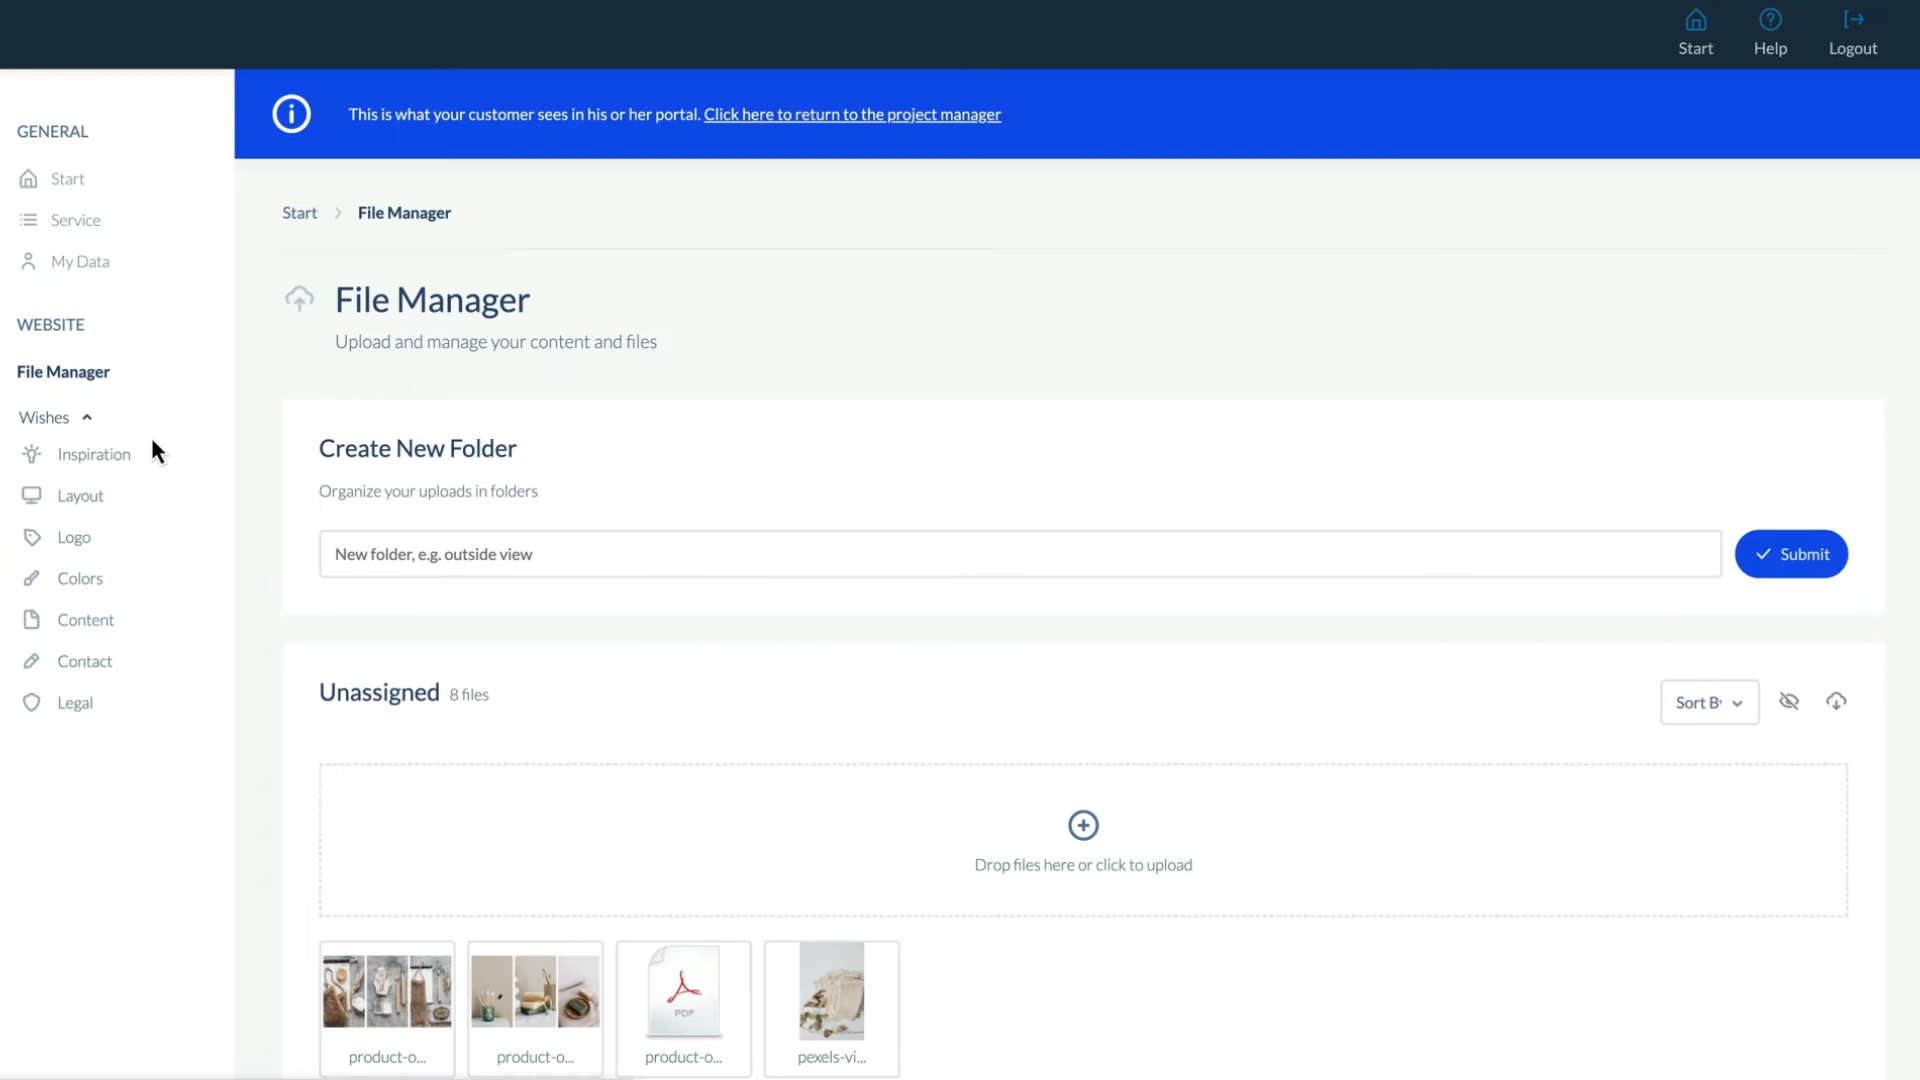 Start
Help
Logout
This is what your customer sees in his or her portal. Click here to return to the project manager
GENERAL
Start
Service
My Data
WEBSITE
File Manager
Wishes
Inspiration
Layout
Logo
Colors
Content
Contact
Legal
Start
File Manager
File Manager
Upload and manage your content and files
Create New Folder
Organize your uploads in folders
New folder, e.g. outside view
Submit
Unassigned 8 files
Sort B
Drop files here or click to upload
PDF
product-o...
product-o...
product-o...
pexels-vi...